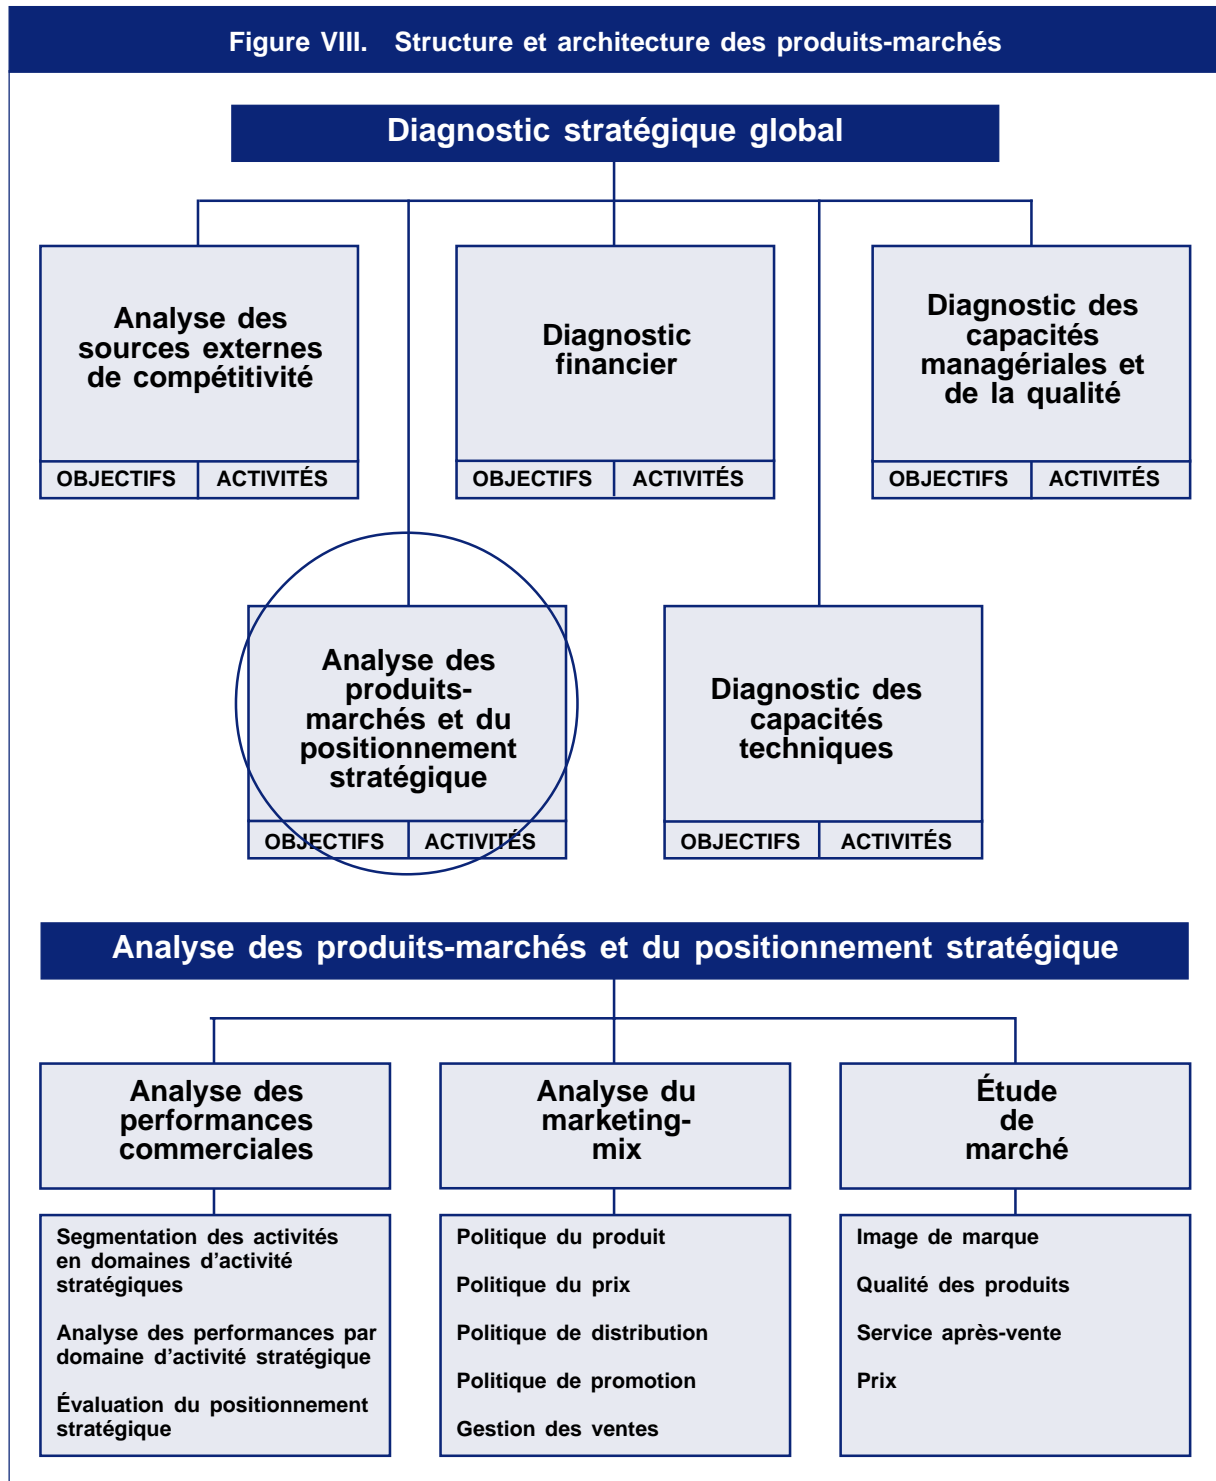 Figure VIII. Structure et architecture des produits-marchés
Diagnostic stratégique global
Analyse des
sources externes
de compétitivité
OBJECTIFS ACTIVITÉS
Diagnostic
financier
OBJECTIFS ACTIVITÉS
Diagnostic des
capacités
managériales et
de la qualité
OBJECTIFS ACTIVITÉS
Analyse des
produits-
marchés et du
positionnement
stratégique
OBJECTIFS ACTIVITÉS
Diagnostic des
capacités
techniques
OBJECTIFS ACTIVITÉS
Analyse des produits-marchés et du positionnement stratégique
Analyse des
performances
commerciales
Segmentation des activités
en domaines d'activité
stratégiques
Analyse des performances par
domaine d'activité stratégique
Évaluation du positionnement
stratégique
Analyse du
marketing-
mix
Politique du produit
Politique du prix
Politique de distribution
Politique de promotion
Gestion des ventes
Étude
de
marché
Image de marque
Qualité des produits
Service après-vente
Prix